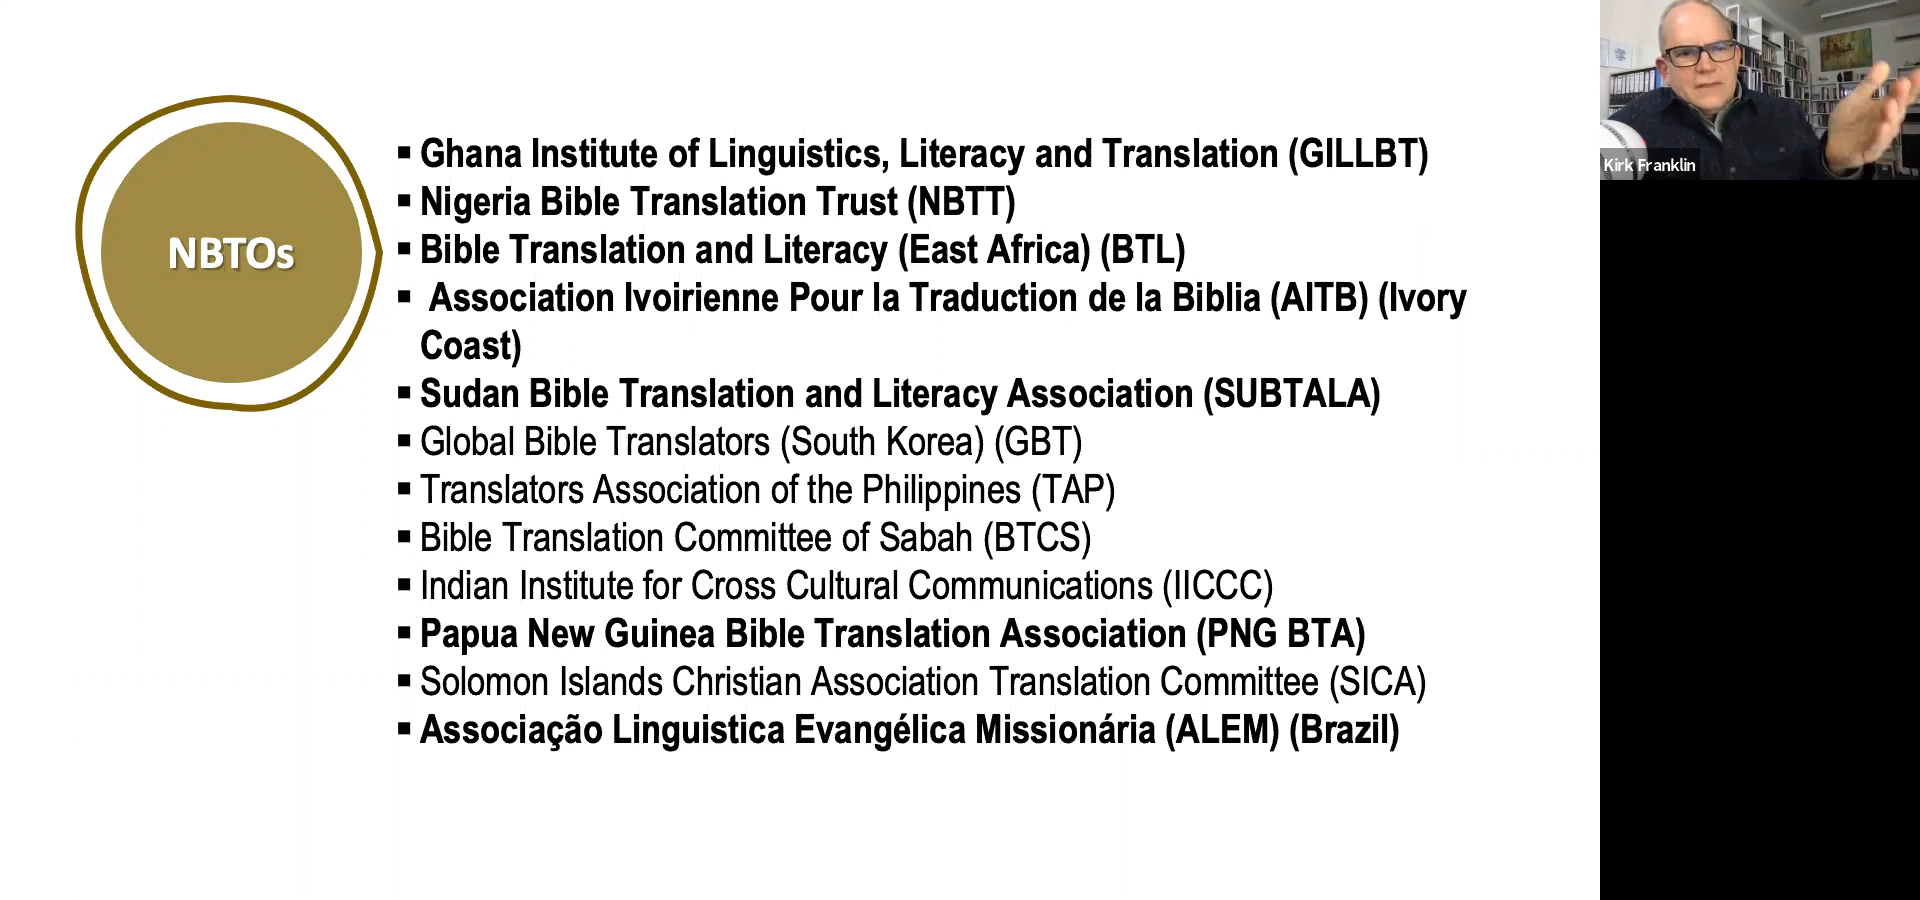 NBTOs
▪ Ghana Institute of Linguistics, Literacy and Translation (GILLBT)
▪ Nigeria Bible Translation Trust (NBTT)
▪ Bible Translation and Literacy (East Africa) (BTL)
▪ Association Ivoirienne Pour la Traduction de la Biblia (AITB) (Ivory
Coast)
▪ Sudan Bible Translation and Literacy Association (SUBTALA)
▪ Global Bible Translators (South Korea) (GBT)
▪ Translators Association of the Philippines (TAP)
▪ Bible Translation Committee of Sabah (BTCS)
▪ Indian Institute for Cross Cultural Communications (IICCC)
▪ Papua New Guinea Bible Translation Association (PNG BTA)
▪ Solomon Islands Christian Association Translation Committee (SICA)
▪ Associação Linguistica Evangélica Missionária (ALEM) (Brazil)
Kirk Franklin